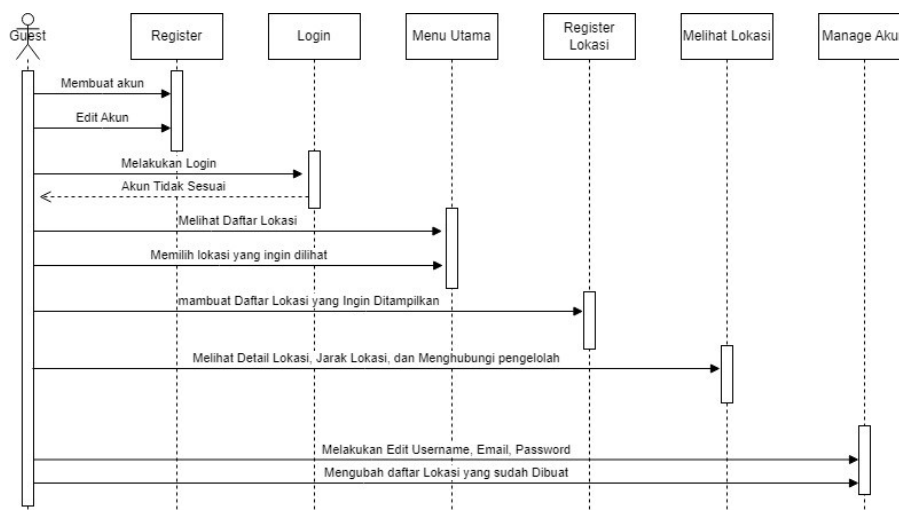 Guest
Register
Login
Menu Utama
Register
Lokasi
Melihat Lokasi
Manage Aku
Membuat akun
Edit Akun
Melakukan Login
Akun Tidak Sesuai
Melihat Daftar Lokasi
Memilih lokasi yang ingin dilihat
mambuat Daftar Lokasi yang Ingin Ditampilkan
Melihat Detail Lokasi, Jarak Lokasi, dan Menghubungi pengelolah
Melakukan Edit Username, Email, Password
Mengubah daftar Lokasi yang sudah Dibuat